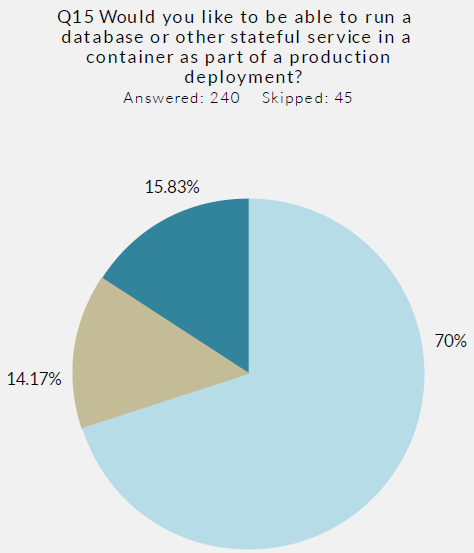 Q15 Would you like to be able to run a
database or other stateful service in a
container as part of a production
deployment?
Answered: 240 Skipped: 45
15.83%
70%
14.17%